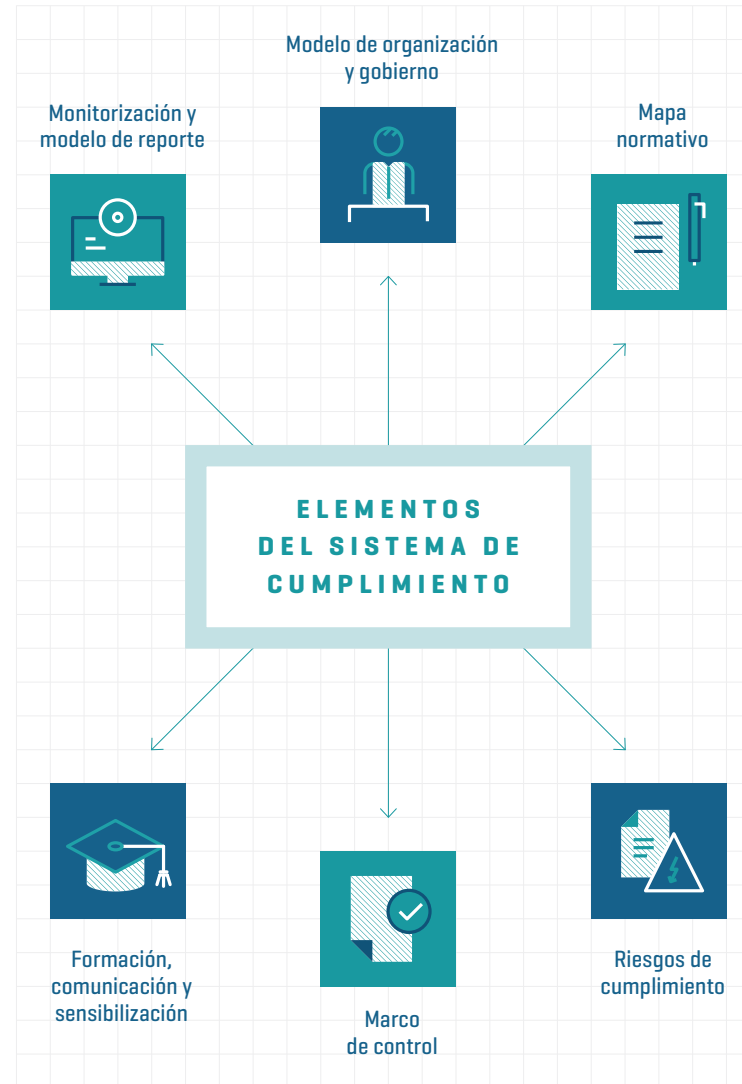 Modelo de organización
y gobierno
Monitorización y
modelo de reporte
Mapa
normativo
ELEMENTOS
DEL SISTEMA DE
CUMPLIMIENTO
Formación,
comunicación y
sensibilización
Marco
de control
Riesgos de
cumplimiento